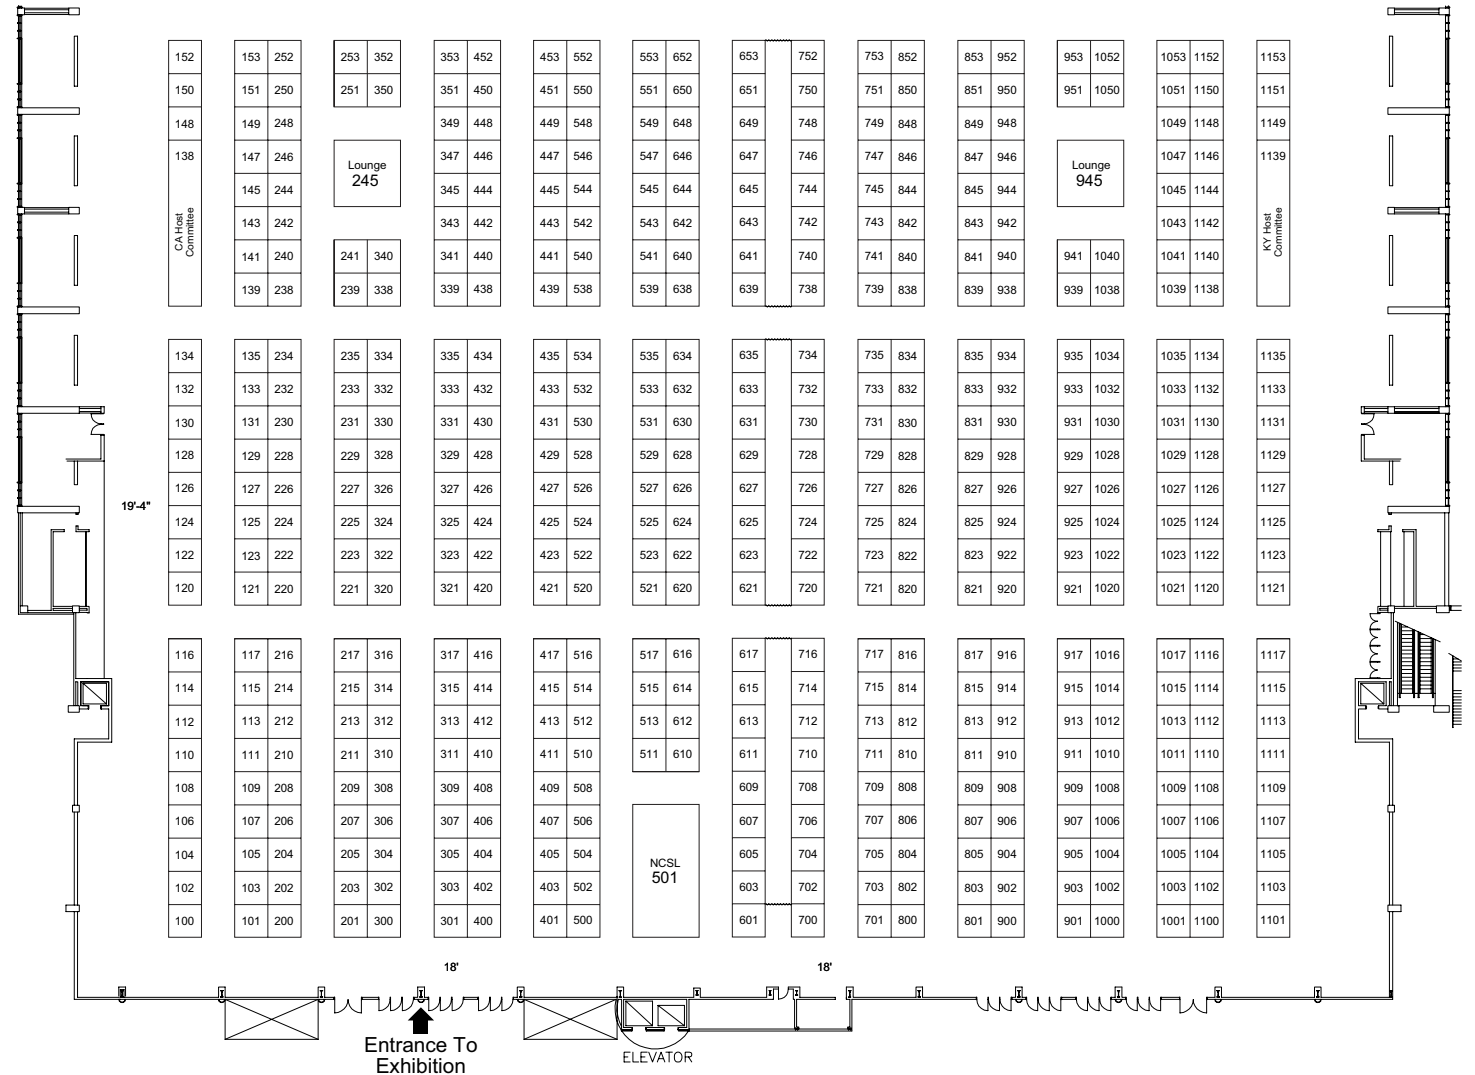 152 153 252 253 352 353 452 453 552 553 652 653 752 753 852 853 952 953 1052 1053 1152 1153
150 151 250 251 350 351 450 451 550 551 650 651 750 751 850 851 950 951 1050 1051 1150 1151
148 149 248 349 448 449 548 549 648 649 748 749 848 849 948 1049 1148 1149
138 147 246 347 446 447 546 547 646 647 746 747 846 847 946 1047 1146 1139
Lounge Lounge
245 945
145 244 345 444 445 544 545 644 645 744 745 844 845 944 1045 1144
143 242 343 442 443 542 543 642 643 742 743 842 843 942 1043 1142
CA Host
Committee
KY Host
Committee
141 240 241 340 341 440 441 540 541 640 641 740 741 840 841 940 941 1040 1041 1140
139 238 239 338 339 438 439 538 539 638 639 738 739 838 839 938 939 1038 1039 1138
134 135 234 235 334 335 434 435 534 535 634 635 734 735 834 835 934 935 1034 1035 1134 1135
132 133 232 233 332 333 432 433 532 533 632 633 732 733 832 833 932 933 1032 1033 1132 1133
130 131 230 231 330 331 430 431 530 531 630 631 730 731 830 831 930 931 1030 1031 1130 1131
128 129 228 229 328 329 428 429 528 529 628 629 728 729 828 829 928 929 1028 1029 1128 1129
126 127 226 227 326 327 426 427 526 527 626 627 726 727 826 827 926 927 1026 1027 1126 1127
19'-4"
124 125 224 225 324 325 424 425 524 525 624 625 724 725 824 825 924 925 1024 1025 1124 1125
122 123 222 223 322 323 422 423 522 523 622 623 722 723 822 823 922 923 1022 1023 1122 1123
120 121 220 221 320 321 420 421 520 521 620 621 720 721 820 821 920 921 1020 1021 1120 1121
116 117 216 217 316 317 416 417 516 517 616 617 716 717 816 817 916 917 1016 1017 1116 1117
114 115 214 215 314 315 414 415 514 515 614 615 714 715 814 815 914 915 1014 1015 1114 1115
112 113 212 213 312 313 412 413 512 513 612 613 712 713 812 813 912 913 1012 1013 1112 1113
110 111 210 211 310 311 410 411 510 511 610 611 710 711 810 811 910 911 1010 1011 1110 1111
108 109 208 209 308 309 408 409 508 609 708 709 808 809 908 909 1008 1009 1108 1109
106 107 206 207 306 307 406 407 506 607 706 707 806 807 906 907 1006 1007 1106 1107
104 105 204 205 304 305 404 405 504 605 704 705 804 805 904 905 1004 1005 1104 1105
NCSL
501
102 103 202 203 302 303 402 403 502 603 702 703 802 803 902 903 1002 1003 1102 1103
100 101 200 201 300 301 400 401 500 601 700 701 800 801 900 901 1000 1001 1100 1101
18' 18'
Entrance To
Exhibition
ELEVATOR